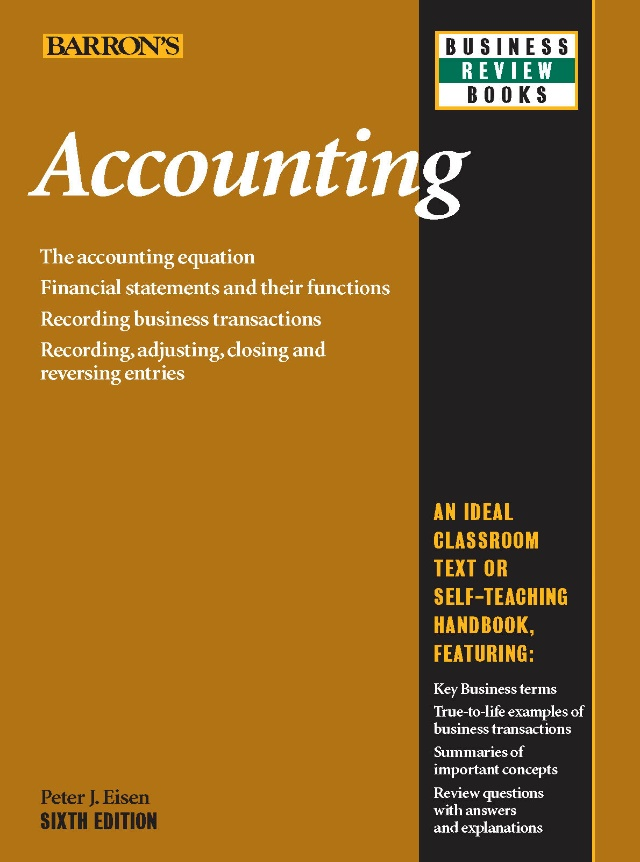 BARRON'S
BUSINESS
REVIEW
BOOKS
Accounting
The accounting equation
Financial statements and their functions
Recording business transactions
Recording, adjusting, closing and
reversing entries
AN IDEAL
CLASSROOM
TEXT OR
SELF-TEACHING
HANDBOOK,
FEATURING:
Key Business terms
True-to-life examples of
business transactions
Summaries of
important concepts
Review questions
with answers
and explanations
Peter J. Eisen
SIXTH EDITION